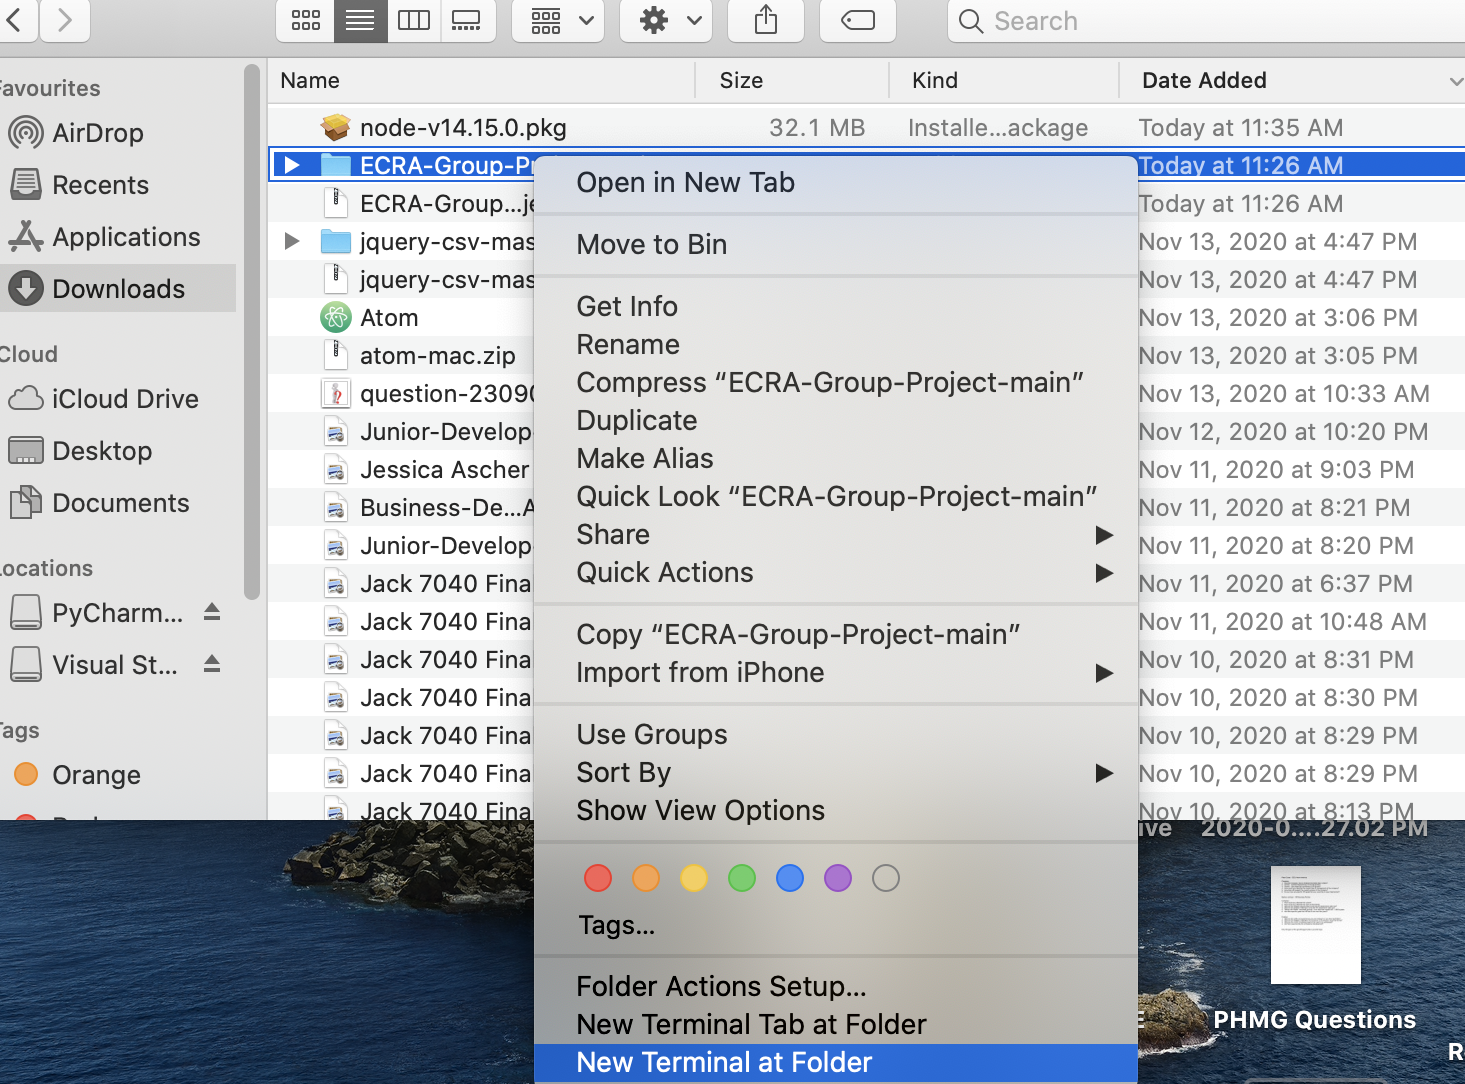 Search
Name Size Kind Date Added
avourites
AirDrop
Recents
Applications
Downloads
Cloud
iCloud Drive
Desktop
Documents
ocations
PyCharm...
Visual St...
ags
Orange
node-v14.15.0.pkg 32.1 MB Installe...ackage Today at 11:35 AM
ECRA-Group-Pr Today at 11:26 AM
ECRA-Group...je Today at 11:26 AM
jquery-csv-mas Nov 13, 2020 at 4:47 PM
jquery-csv-mas Nov 13, 2020 at 4:47 PM
Atom Nov 13, 2020 at 3:06 PM
atom-mac.zip Nov 13, 2020 at 3:05 PM
question-23090 Nov 13, 2020 at 10:33 AM
Junior-Develop Nov 12, 2020 at 10:20 PM
Jessica Ascher Nov 11, 2020 at 9:03 PM
Business-De...A Nov 11, 2020 at 8:21 PM
Junior-Develop Nov 11, 2020 at 8:20 PM
Jack 7040 Fina Nov 11, 2020 at 6:37 PM
Jack 7040 Fina Nov 11, 2020 at 10:48 AM
Jack 7040 Fina Nov 10, 2020 at 8:31 PM
Jack 7040 Fina Nov 10, 2020 at 8:30 PM
Jack 7040 Fina Nov 10, 2020 at 8:29 PM
Jack 7040 Fina Nov 10, 2020 at 8:29 PM
Jack 7040 Fina Nov 10, 2020 at 8:13 PM
Open in New Tab
Move to Bin
Get Info
Rename
Compress “ECRA-Group-Project-main”
Duplicate
Make Alias
Quick Look “ECRA-Group-Project-main”
Share
Quick Actions
Copy “ECRA-Group-Project-main”
Import from iPhone
Use Groups
Sort By
Show View Options
Tags...
Folder Actions Setup...
New Terminal Tab at Folder
New Terminal at Folder
ive 2020-0....27.02 PM
E PHMG Questions
R